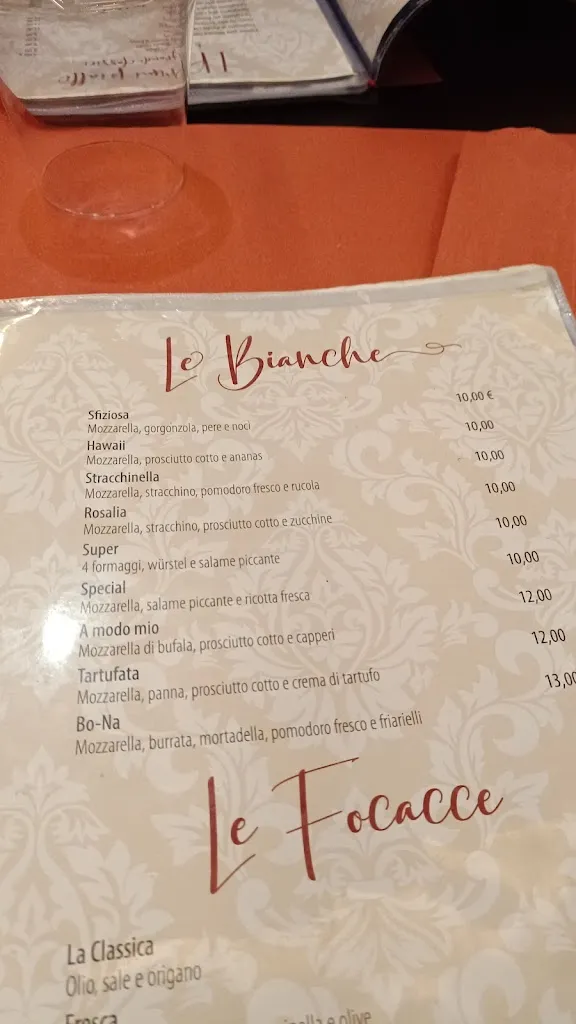 Le Bianche
Sfiziosa 10,00 €
Mozzarella, gorgonzola, pere e noci
Hawaii 10,00
Mozzarella, prosciutto cotto e ananas
Stracchinella 10,00
Mozzarella, stracchino, pomodoro fresco e rucola
Rosalia 10,00
Mozzarella, stracchino, prosciutto cotto e zucchine
Super 10,00
4 formaggi, würstel e salame piccante
Special 10,00
Mozzarella, salame piccante e ricotta fresca
A modo mio 12,00
Mozzarella di bufala, prosciutto cotto e capperi
Tartufata 12,00
Mozzarella, panna, prosciutto cotto e crema di tartufo
Bo-Na 13,00
Mozzarella, burrata, mortadella, pomodoro fresco e friarielli
Le Focacce
La Classica
Olio, sale e origano
Fresca
e olive